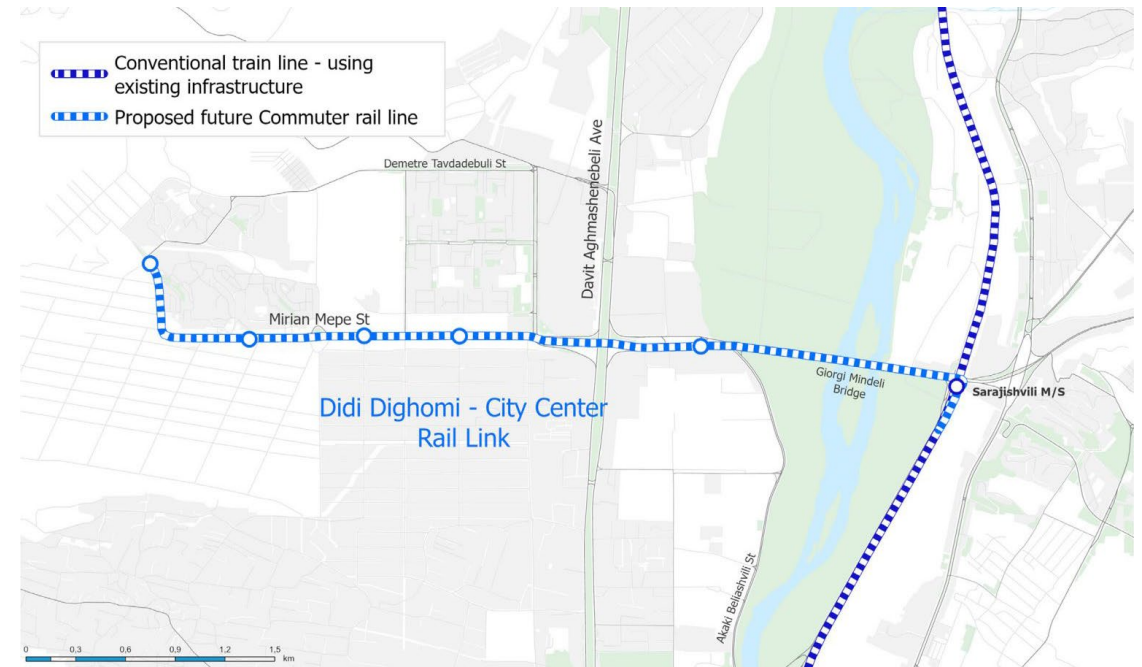 Conventional train line - using
existing infrastructure
Proposed future Commuter rail line
Demetre Tavdadebuli St
Davit Aghmashenebeli Ave
Mirian Mepe St
Giorgi Mindeli
Bridge
Sarajishvili M/S
Didi Dighomi - City Center
Rail Link
Akaki Beliashvili St
0 0,3 0,6 0,9 1,2 1,5
km